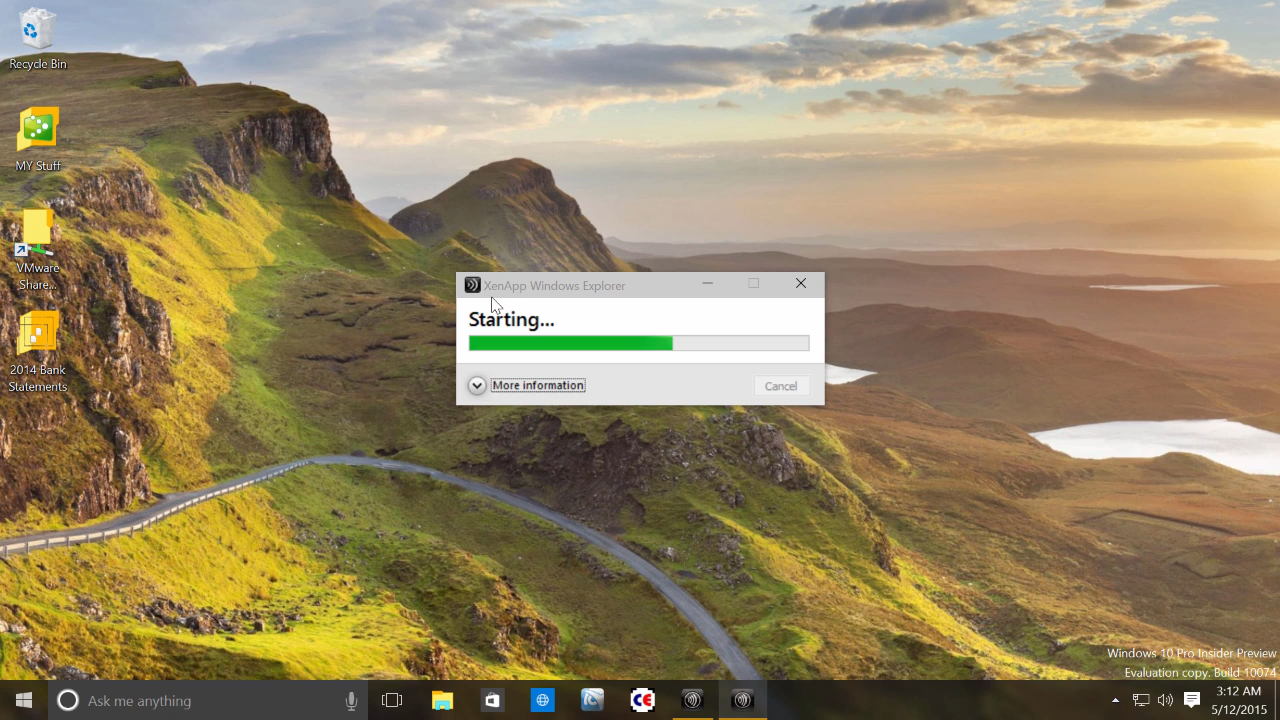 Recycle Bin
MY Stuff
VMware
Share...
2014 Bank
Statements
XenApp Windows Explorer
Starting...
More information
Cancel
Windows 10 Pro Insider Preview
Evaluation copy. Build 10074
Ask me anything
CE
3:12 AM
5/12/2015